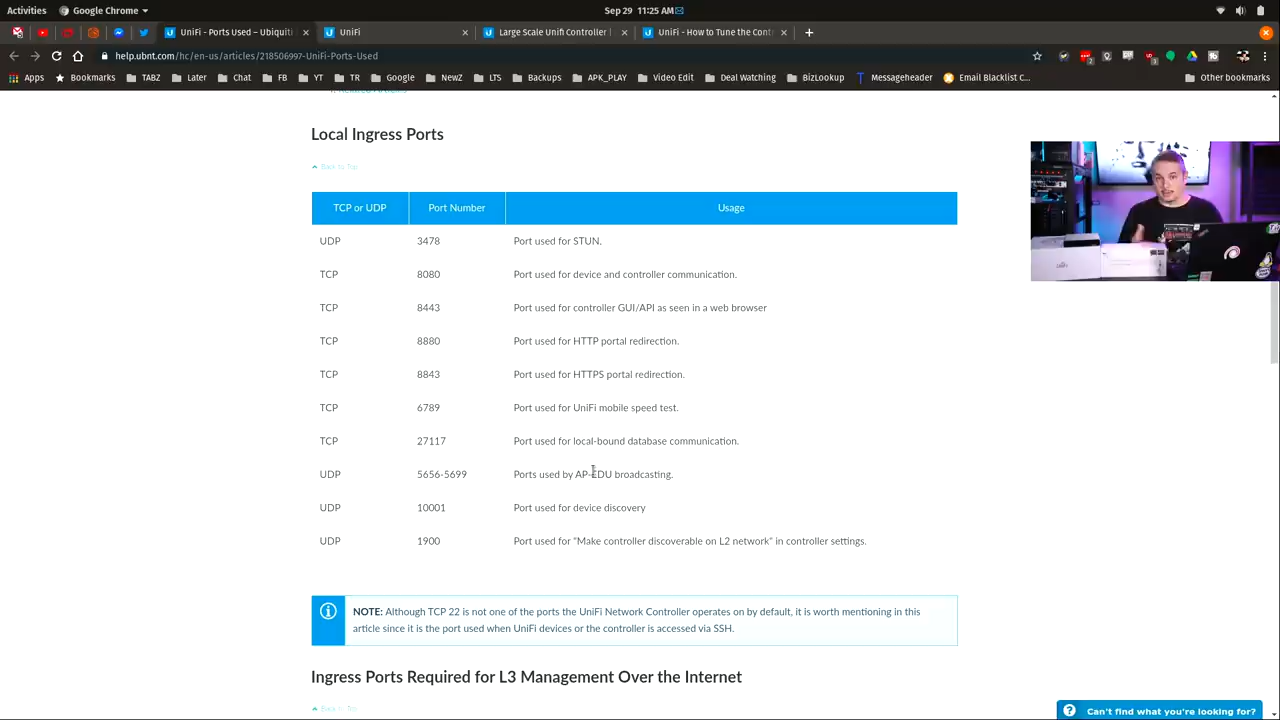 Activities
Google Chrome
Sep 29 11:25 AM
UniFi - Ports Used – Ubiquiti
UniFi
Large Scale Unifi Controller
UniFi - How to Tune the Cont
help.ubnt.com/hc/en-us/articles/218506997-UniFi-Ports-Used
Apps
Bookmarks
TABZ
Later
Chat
FB
YT
TR
Google
NewZ
LTS
Backups
APK_PLAY
Video Edit
Deal Watching
BizLookup
Messageheader
Email Blacklist C...
Other bookmarks
Local Ingress Ports
Back to Top
TCP or UDP Port Number Usage
UDP 3478 Port used for STUN.
TCP 8080 Port used for device and controller communication.
TCP 8443 Port used for controller GUI/API as seen in a web browser
TCP 8880 Port used for HTTP portal redirection.
TCP 8843 Port used for HTTPS portal redirection.
TCP 6789 Port used for UniFi mobile speed test.
TCP 27117 Port used for local-bound database communication.
UDP 5656-5699 Ports used by AP-EDU broadcasting.
UDP 10001 Port used for device discovery
UDP 1900 Port used for "Make controller discoverable on L2 network" in controller settings.
NOTE: Although TCP 22 is not one of the ports the UniFi Network Controller operates on by default, it is worth mentioning in this
article since it is the port used when UniFi devices or the controller is accessed via SSH.
Ingress Ports Required for L3 Management Over the Internet
Back to Top
Can't find what you're looking for?